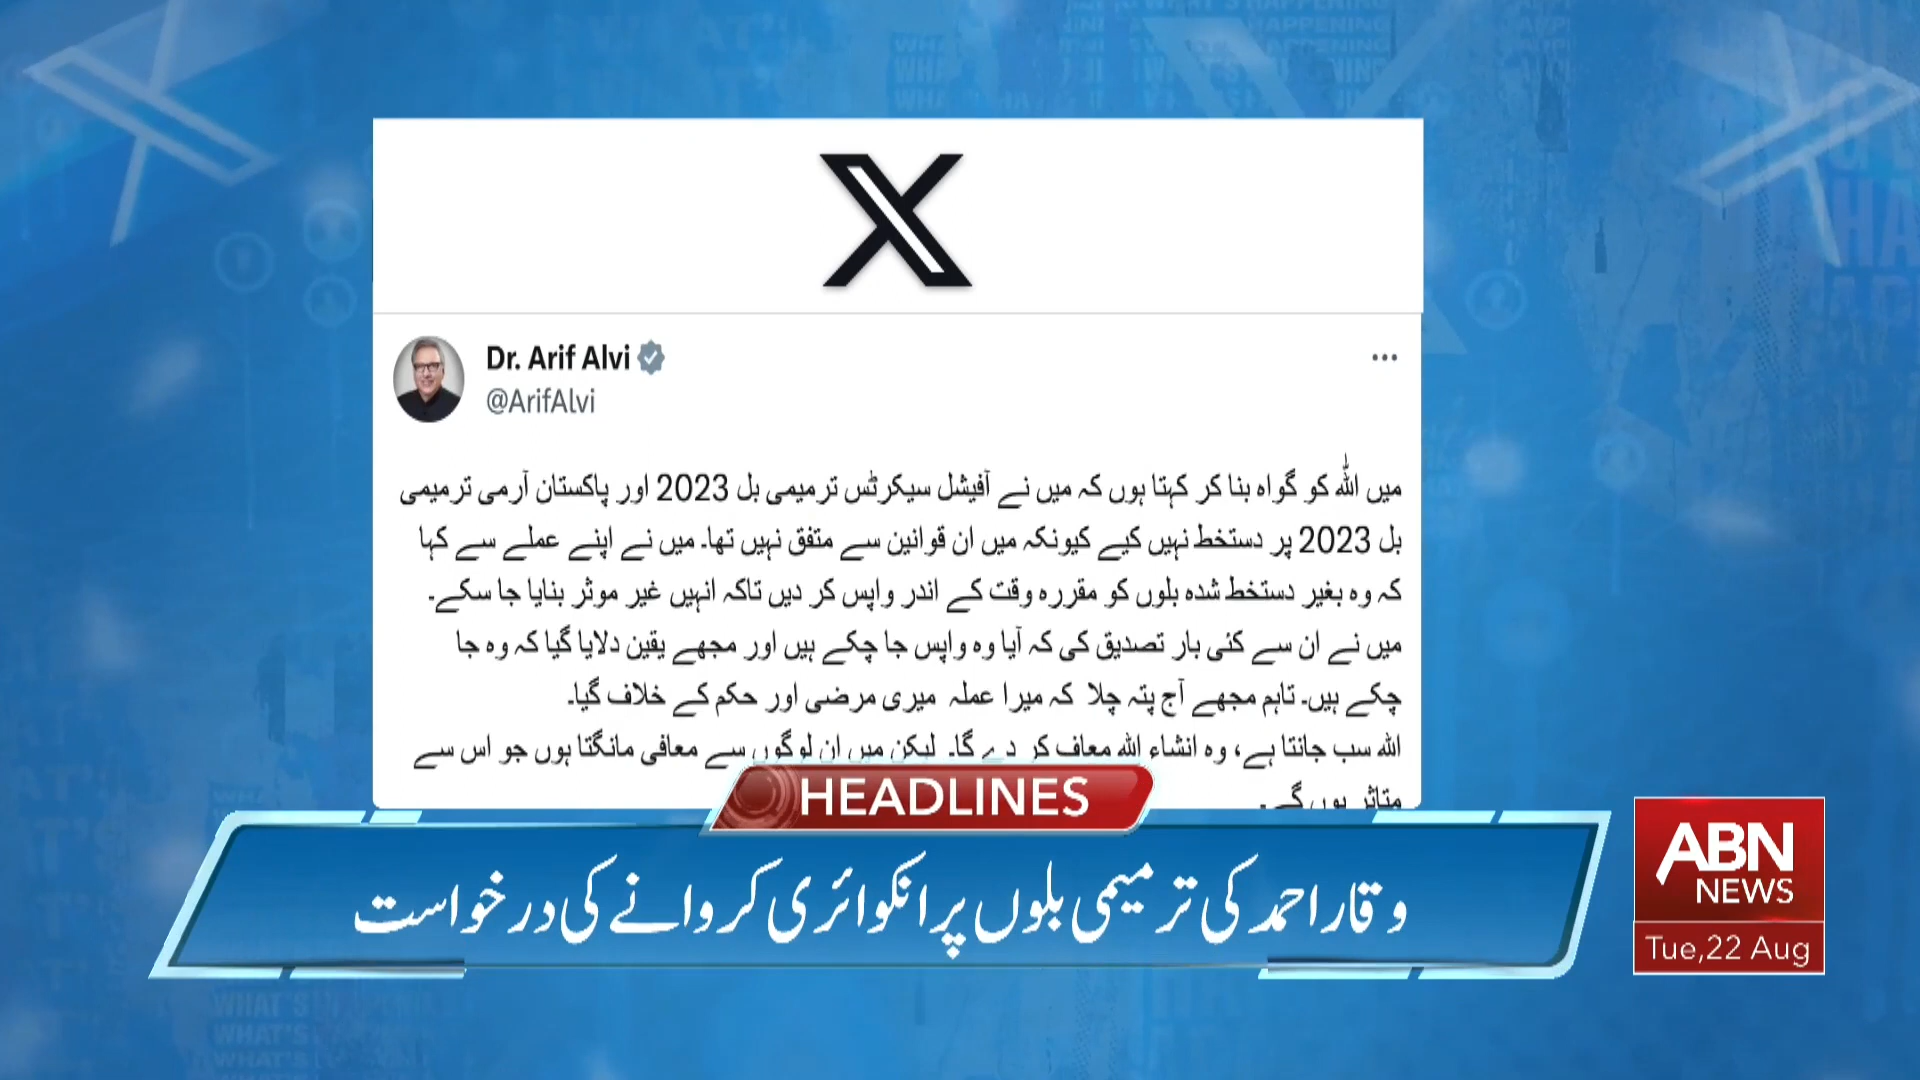 Dr. Arif Alvi
@ArifAlvi
میں اللہ کو گواہ بنا کر کہتا ہوں کہ میں نے آفیشل سیکرٹس ترمیمی بل 2023 اور پاکستان آرمی ترمیمی
بل 2023 پر دستخط نہیں کیے کیونکہ میں ان قوانین سے متفق نہیں تھا۔ میں نے اپنے عملے سے کہا
کہ وہ بغیر دستخط شدہ بلوں کو مقررہ وقت کے اندر واپس کر دیں تاکہ انہیں غیر موثر بنایا جا سکے۔
میں نے ان سے کئی بار تصدیق کی کہ آیا وہ واپس جا چکے ہیں اور مجھے یقین دلایا گیا کہ وہ جا
چکے ہیں۔ تاہم مجھے آج پتہ چلا کہ میرا عملہ میری مرضی اور حکم کے خلاف گیا۔
اللہ سب جانتا ہے، وہ انشاء اللہ معاف کر دے گا۔ لیکن میں ان لوگوں سے معافی مانگتا ہوں جو اس سے
متاثر ہوں گے۔
HEADLINES
وقار احمد کی ترمیمی بلوں پر انکوائری کروانے کی درخواست
ABN
NEWS
Tue,22 Aug